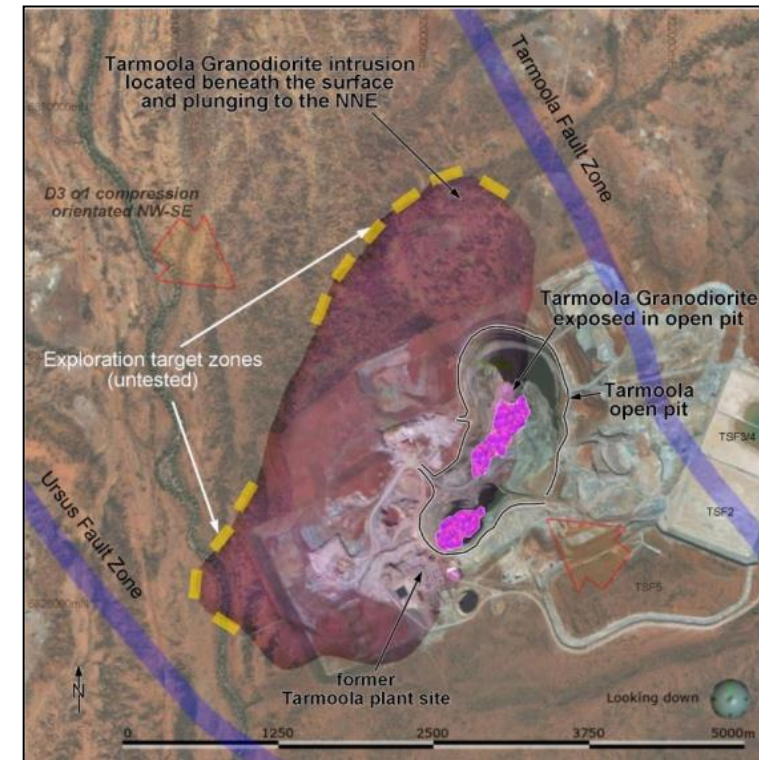 Tarmoola Granodiorite intrusion
located beneath the surface
and plunging to the NNE
Tarmoola Fault Zone
D3 σ1 compression
orientated NW-SE
Tarmoola Granodiorite
exposed in open pit
Exploration target zones
(untested)
Tarmoola
open pit
TSF3/4
TSF2
Ursus Fault Zone
TSF5
former
Tarmoola plant site
N
Looking down
0 1250 2500 3750 5000m